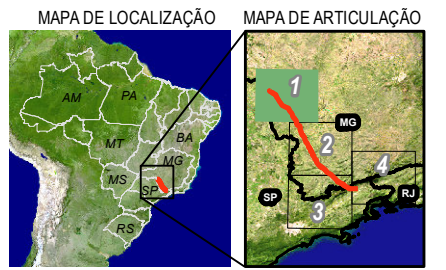 MAPA DE LOCALIZAÇÃO
MAPA DE ARTICULAÇÃO
AM
PA
MT
BA
MG
MS
SP
RS
1
MG
2
4
SP
3
RJ